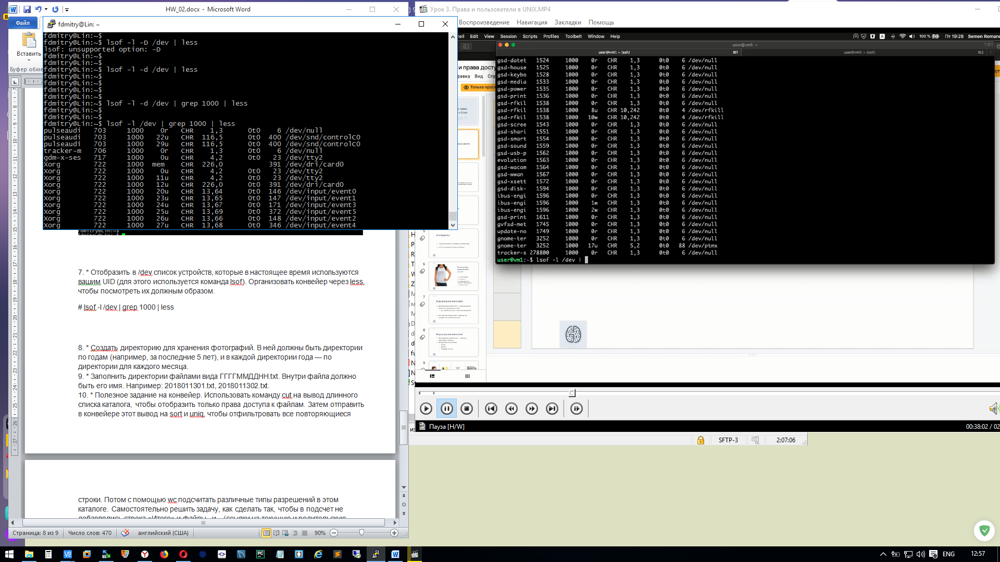 HW_02.docx - Microsoft Word
Файл
Вставить
Буфер обме
fdmitry@Lin: ~
fdmitry@Lin:~$
fdmitry@Lin:~$ lsof -l -D /dev | less
lsof: unsupported option: -D
fdmitry@Lin:~$
fdmitry@Lin:~$
fdmitry@Lin:~$ lsof -l -d /dev | less
fdmitry@Lin:~$
fdmitry@Lin:~$
fdmitry@Lin:~$
fdmitry@Lin:~$
fdmitry@Lin:~$ lsof -l -d /dev | grep 1000 | less
fdmitry@Lin:~$
fdmitry@Lin:~$
fdmitry@Lin:~$ lsof -l /dev | grep 1000 | less
pulseaudi 703 1000 0r CHR 1,3 0t0 6 /dev/null
pulseaudi 703 1000 22u CHR 116,5 0t0 400 /dev/snd/controlC0
pulseaudi 703 1000 29u CHR 116,5 0t0 400 /dev/snd/controlC0
tracker-m 706 1000 0r CHR 1,3 0t0 6 /dev/null
gdm-x-ses 717 1000 0u CHR 4,2 0t0 23 /dev/tty2
Xorg 722 1000 mem CHR 226,0 391 /dev/dri/card0
Xorg 722 1000 0u CHR 4,2 0t0 23 /dev/tty2
Xorg 722 1000 11u CHR 4,2 0t0 23 /dev/tty2
Xorg 722 1000 12u CHR 226,0 0t0 391 /dev/dri/card0
Xorg 722 1000 20u CHR 13,64 0t0 146 /dev/input/event0
Xorg 722 1000 23u CHR 13,65 0t0 147 /dev/input/event1
Xorg 722 1000 24u CHR 13,67 0t0 171 /dev/input/event3
Xorg 722 1000 25u CHR 13,69 0t0 372 /dev/input/event5
Xorg 722 1000 26u CHR 13,66 0t0 148 /dev/input/event2
Xorg 722 1000 27u CHR 13,68 0t0 346 /dev/input/event4
7. * Отобразить в /dev список устройств, которые в настоящее время используются
вашим UID (для этого используется команда lsof). Организовать конвейер через less,
чтобы посмотреть их должным образом.
# lsof -l /dev | grep 1000 | less
8. * Создать директорию для хранения фотографий. В ней должны быть директории
по годам (например, за последние 5 лет), и в каждой директории года — по
директории для каждого месяца.
9. * Заполнить директории файлами вида ГГГГММДДНН.txt. Внутри файла должно
быть его имя. Например: 2018011301.txt, 2018011302.txt.
10. * Полезное задание на конвейер. Использовать команду cut на вывод длинного
списка каталога, чтобы отобразить только права доступа к файлам. Затем отправить
в конвейере этот вывод на sort и uniq, чтобы отфильтровать все повторяющиеся
строки. Потом с помощью wc подсчитать различные типы разрешений в этом
каталоге. Самостоятельно решить задачу, как сделать так, чтобы в подсчет не
Страница: 8 из 9
Число слов: 470
английский (США)
90%
Урок 3. Права и пользователи в UNIX.MP4
Воспроизведение Навигация Закладки Помощь
ell Edit View Session Scripts Profiles Toolbelt Window Help
100 %
Пт 19:28
Semen Romane
user@vm1: ~
user@vm1: ~ (ssh) ⌘1
user@vm1: ~ (ssh) ⌘2
и права дост
Вид
Только прос
gsd-datet 1524 1000 0r CHR 1,3 0t0 6 /dev/null
gsd-house 1525 1000 0r CHR 1,3 0t0 6 /dev/null
gsd-keybo 1528 1000 0r CHR 1,3 0t0 6 /dev/null
gsd-media 1533 1000 0r CHR 1,3 0t0 6 /dev/null
gsd-power 1535 1000 0r CHR 1,3 0t0 6 /dev/null
gsd-print 1536 1000 0r CHR 1,3 0t0 6 /dev/null
gsd-rfkil 1538 1000 0r CHR 1,3 0t0 6 /dev/null
gsd-rfkil 1538 1000 18u CHR 10,242 0t0 4 /dev/rfkill
gsd-rfkil 1538 1000 10w CHR 10,242 0t0 4 /dev/rfkill
gsd-scree 1543 1000 0r CHR 1,3 0t0 6 /dev/null
gsd-shari 1551 1000 0r CHR 1,3 0t0 6 /dev/null
gsd-smart 1554 1000 0r CHR 1,3 0t0 6 /dev/null
gsd-sound 1559 1000 0r CHR 1,3 0t0 6 /dev/null
gsd-usb-p 1562 1000 0r CHR 1,3 0t0 6 /dev/null
evolution 1563 1000 0r CHR 1,3 0t0 6 /dev/null
gsd-wacom 1564 1000 0r CHR 1,3 0t0 6 /dev/null
gsd-wwan 1567 1000 0r CHR 1,3 0t0 6 /dev/null
gsd-xsett 1572 1000 0r CHR 1,3 0t0 6 /dev/null
gsd-disk- 1594 1000 0r CHR 1,3 0t0 6 /dev/null
ibus-engi 1596 1000 0r CHR 1,3 0t0 6 /dev/null
ibus-engi 1596 1000 1w CHR 1,3 0t0 6 /dev/null
ibus-engi 1596 1000 2w CHR 1,3 0t0 6 /dev/null
gsd-print 1611 1000 0r CHR 1,3 0t0 6 /dev/null
gvfsd-met 1745 1000 0r CHR 1,3 0t0 6 /dev/null
update-no 1749 1000 0r CHR 1,3 0t0 6 /dev/null
gnome-ter 3252 1000 0r CHR 1,3 0t0 6 /dev/null
gnome-ter 3252 1000 17u CHR 5,2 0t0 88 /dev/ptmx
tracker-s 278800 1000 0r CHR 1,3 0t0 6 /dev/null
user@vm1:~$ lsof -l /dev |
Инструменты
6
7
Виды разграничения прав
8
Виды разграничения прав
9
Пауза [H/W]
00:38:02 / 02
SFTP-3
2:07:06
ENG
12:57